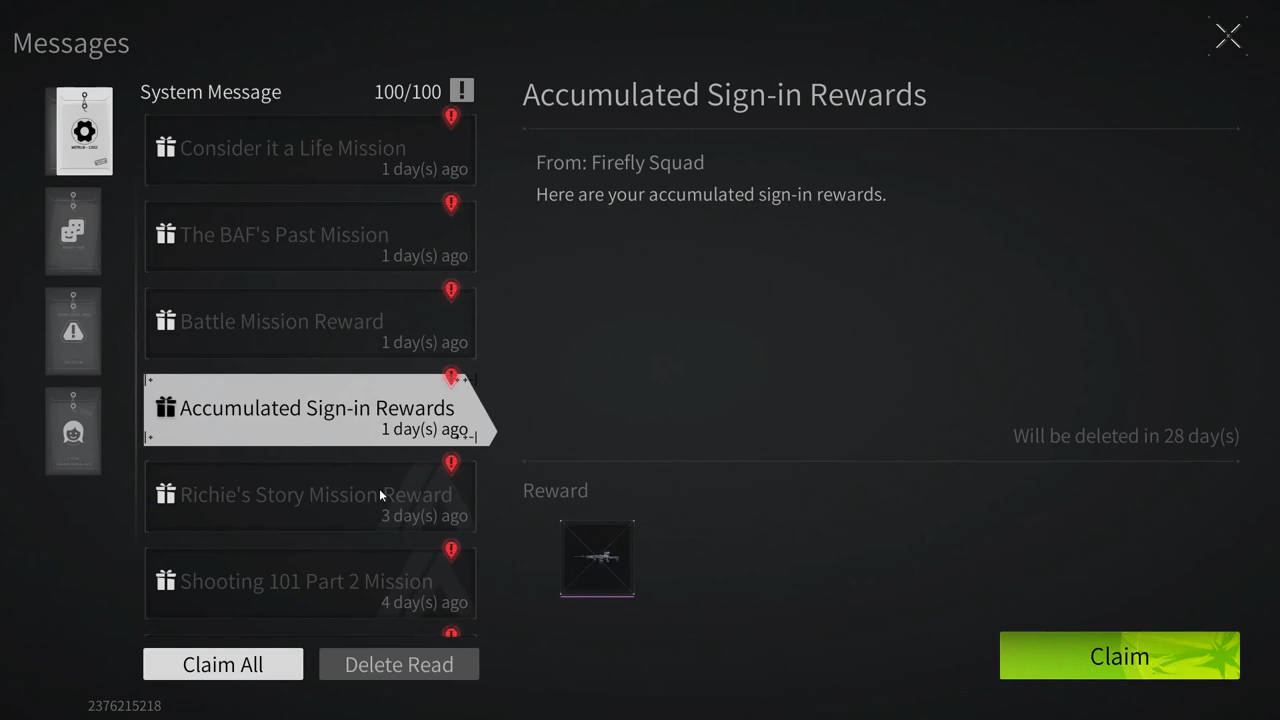 Messages
System Message 100/100
Consider it a Life Mission
1 day(s) ago
The BAF's Past Mission
1 day(s) ago
Battle Mission Reward
1 day(s) ago
Accumulated Sign-in Rewards
1 day(s) ago
Richie's Story Mission Reward
3 day(s) ago
Shooting 101 Part 2 Mission
4 day(s) ago
Claim All
Delete Read
2376215218
Accumulated Sign-in Rewards
From: Firefly Squad
Here are your accumulated sign-in rewards.
Will be deleted in 28 day(s)
Reward
Claim